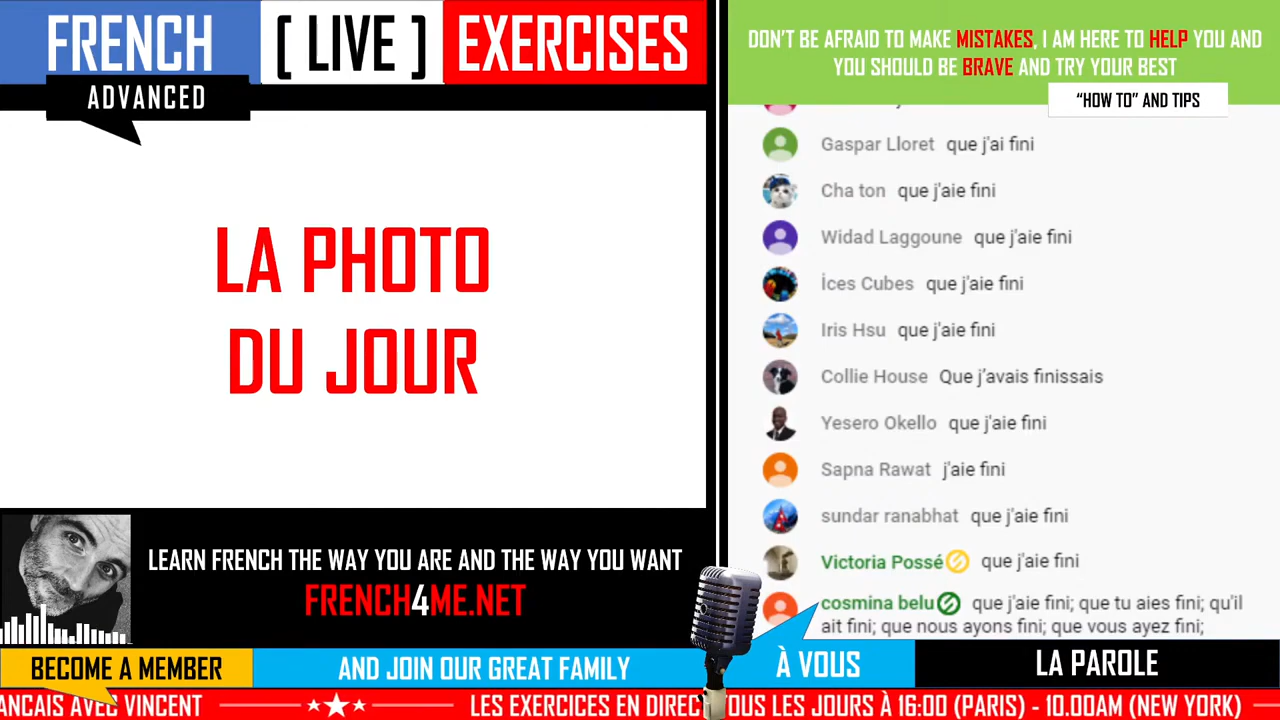 FRENCH [ LIVE ] EXERCISES
ADVANCED
DON'T BE AFRAID TO MAKE MISTAKES, I AM HERE TO HELP YOU AND
YOU SHOULD BE BRAVE AND TRY YOUR BEST
“HOW TO” AND TIPS
LA PHOTO
DU JOUR
Gaspar Lloret que j'ai fini
Cha ton que j'aie fini
Widad Laggoune que j'aie fini
İces Cubes que j'aie fini
Iris Hsu que j'aie fini
Collie House Que j’avais finissais
Yesero Okello que j'aie fini
Sapna Rawat j'aie fini
sundar ranabhat que j'aie fini
Victoria Possé que j'aie fini
cosmina belu que j'aie fini; que tu aies fini; qu'il
ait fini; que nous ayons fini; que vous ayez fini;
LEARN FRENCH THE WAY YOU ARE AND THE WAY YOU WANT
FRENCH4ME.NET
BECOME A MEMBER
AND JOIN OUR GREAT FAMILY
À VOUS
LA PAROLE
ANCAIS AVEC VINCENT
LES EXERCICES EN DIRECT TOUS LES JOURS À 16:00 (PARIS) - 10.00AM (NEW YORK)